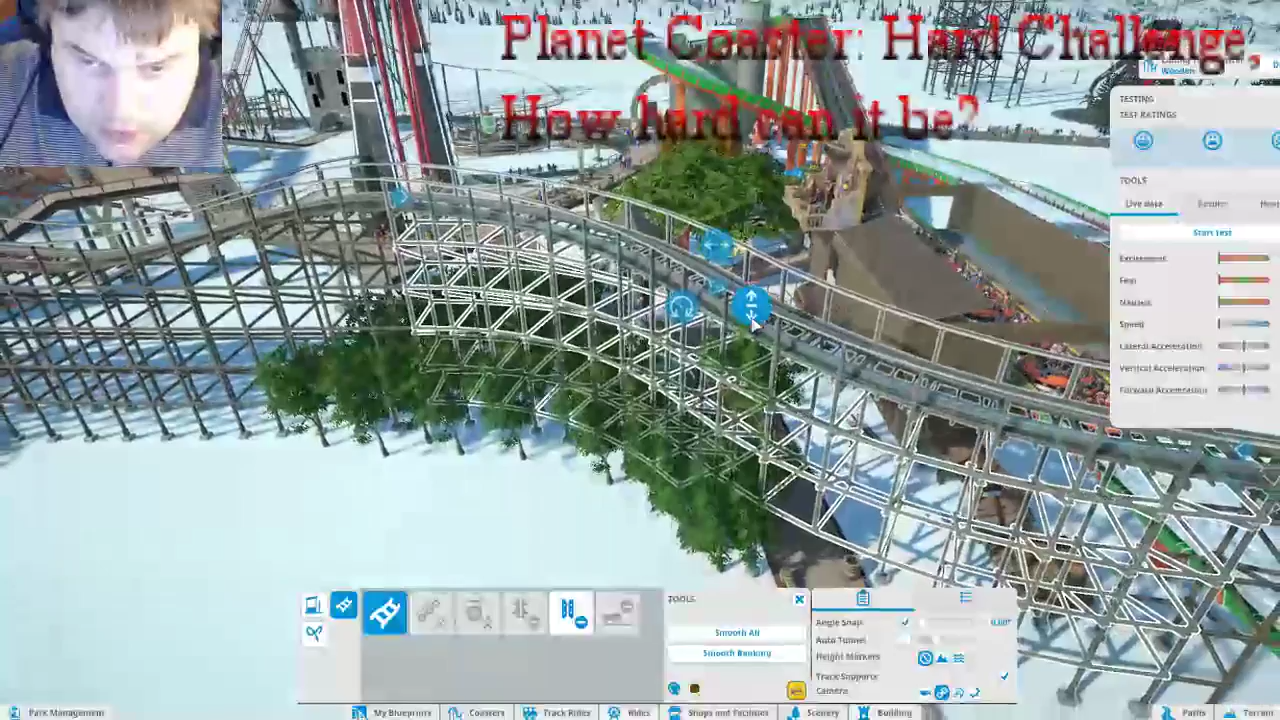 Planet Coaster: Hard Challenge,
How hard can it be?
Wooden
TESTING
TEST RATINGS
TOOLS
Live data
Results
Start test
Excitement
Fear
Nausea
Speed
Lateral Acceleration
Vertical Acceleration
Forward Acceleration
TOOLS
Smooth All
Smooth Banking
Angle Snap
Auto Tunnel
Height Markers
Track Supports
Camera
Park Management
My Blueprints
Coasters
Track Rides
Rides
Shops and Facilities
Scenery
Building
Paths
Terrain